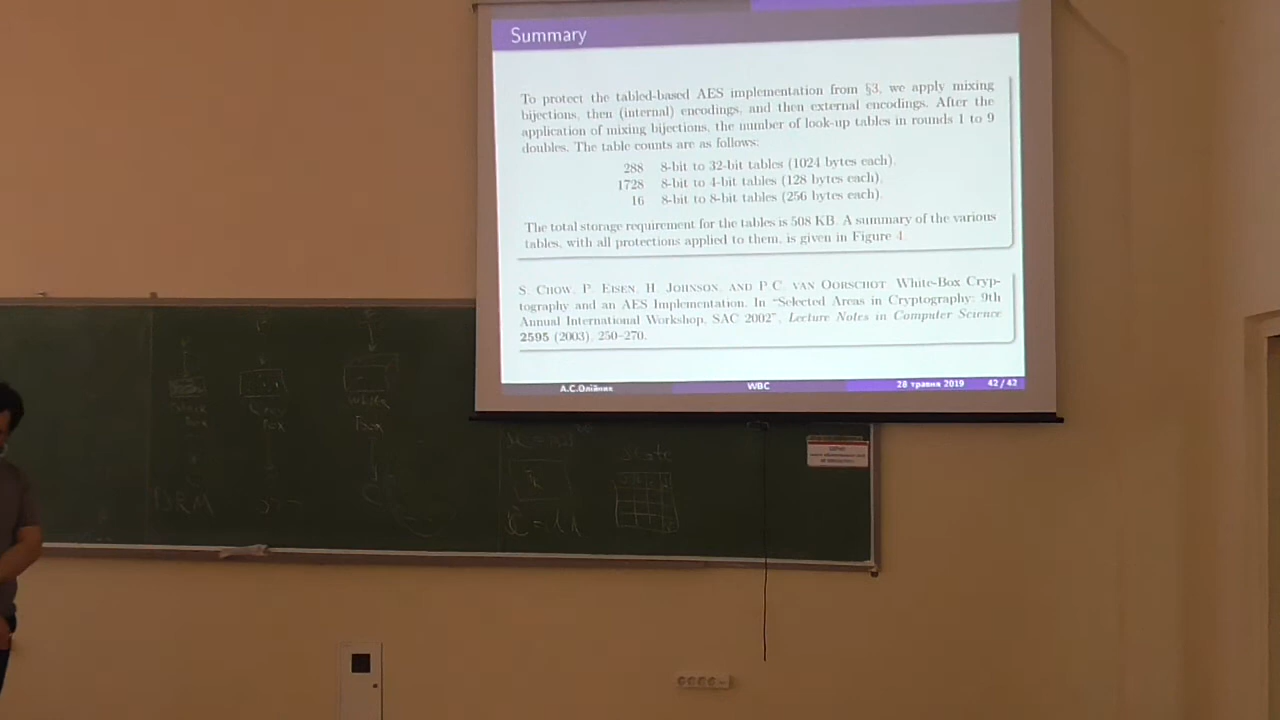 Summary
To protect the tabled-based AES implementation from §3, we apply mixing
bijections, then (internal) encodings, and then external encodings. After the
application of mixing bijections, the number of look-up tables in rounds 1 to 9
doubles. The table counts are as follows:
288 8-bit to 32-bit tables (1024 bytes each),
1728 8-bit to 4-bit tables (128 bytes each),
16 8-bit to 8-bit tables (256 bytes each).
The total storage requirement for the tables is 508 KB. A summary of the various
tables, with all protections applied to them, is given in Figure 4.
S. Chow, P. Eisen, H. Johnson, and P.C. van Oorschot. White-Box Cryp-
tography and an AES Implementation. In "Selected Areas in Cryptography: 9th
Annual International Workshop, SAC 2002", Lecture Notes in Computer Science
2595 (2003), 250–270.
А.С.Олійник WBC 28 травня 2019 42 / 42
Box Box Box
State
DRM